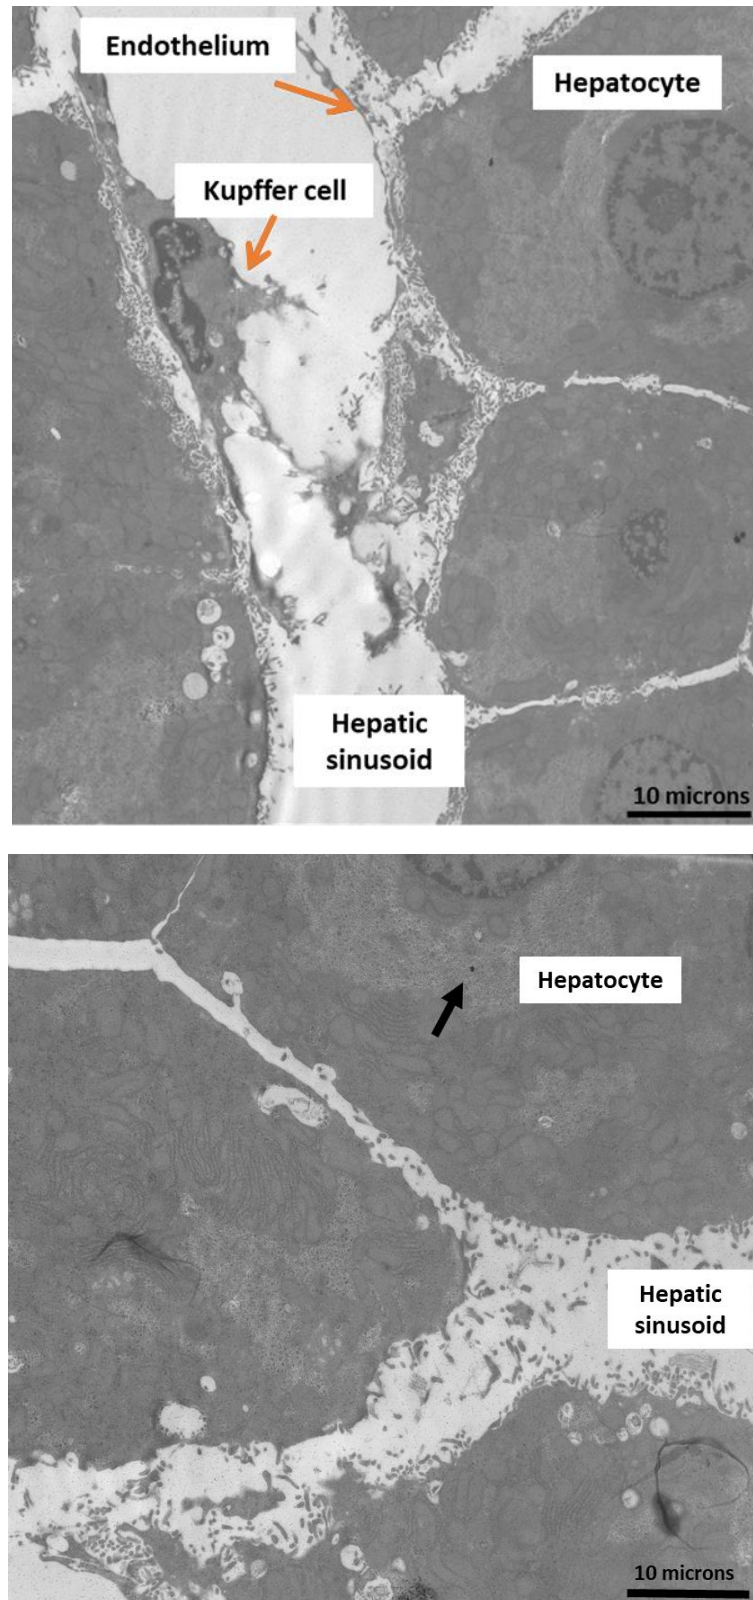 Endothelium
Hepatocyte
Kupffer cell
Hepatic
sinusoid
10 microns
Hepatocyte
Hepatic
sinusoid
10 microns